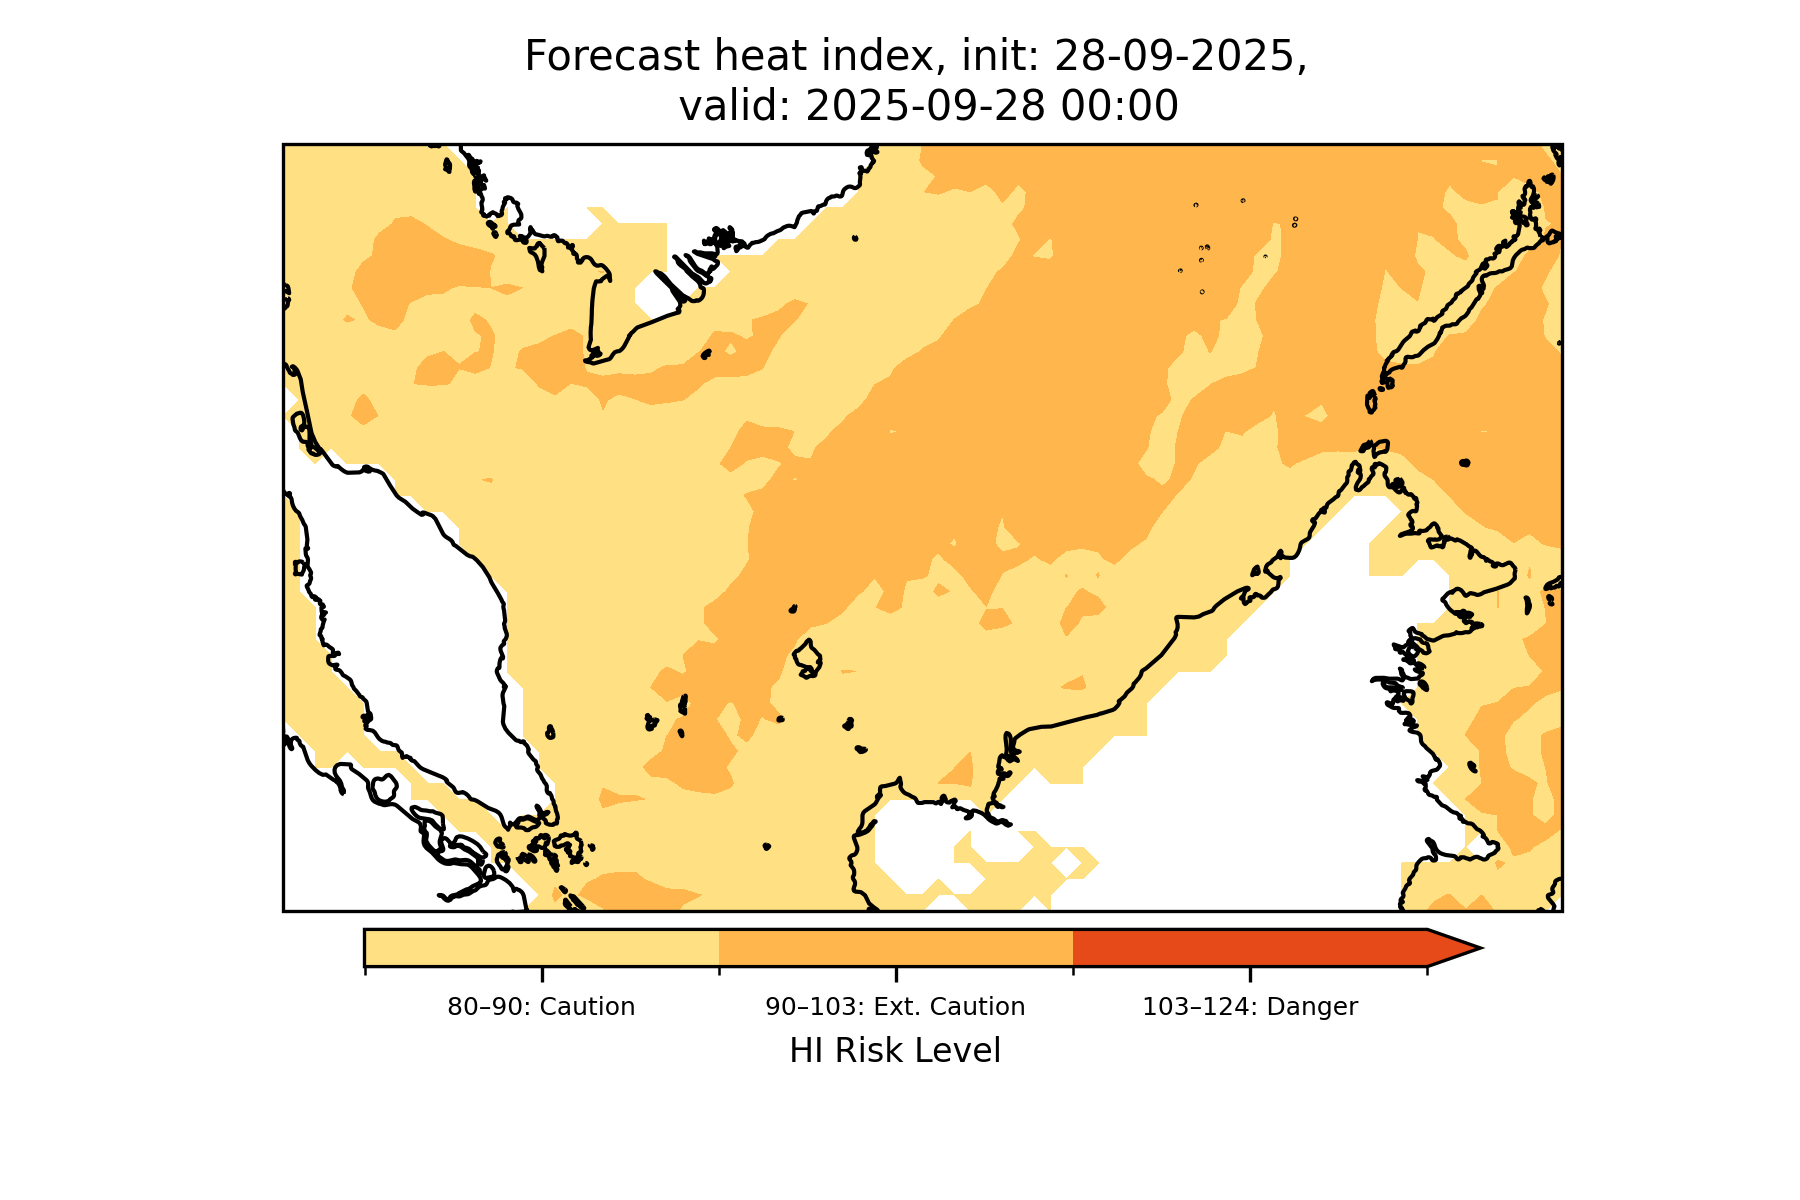 Forecast heat index, init: 28-09-2025,
valid: 2025-09-28 00:00
80–90: Caution
90–103: Ext. Caution
103–124: Danger
HI Risk Level